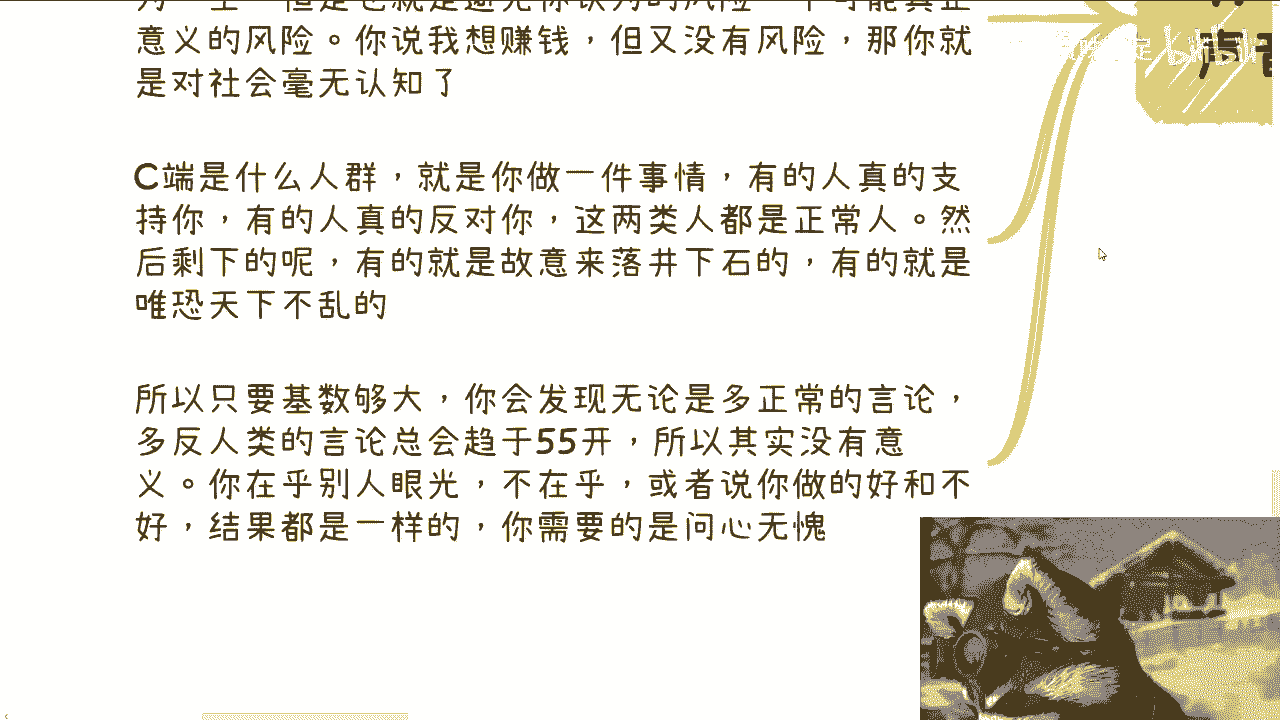 意义的风险。你说我想赚钱，但又没有风险，那你就
是对社会毫无认知了
C端是什么人群，就是你做一件事情，有的人真的支
持你，有的人真的反对你，这两类人都是正常人。然
后剩下的呢，有的就是故意来落井下石的，有的就是
唯恐天下不乱的
所以只要基数够大，你会发现无论是多正常的言论，
多反人类的言论总会趋于55开，所以其实没有意
义。你在乎别人眼光，不在乎，或者说你做的好和不
好，结果都是一样的，你需要的是问心无愧